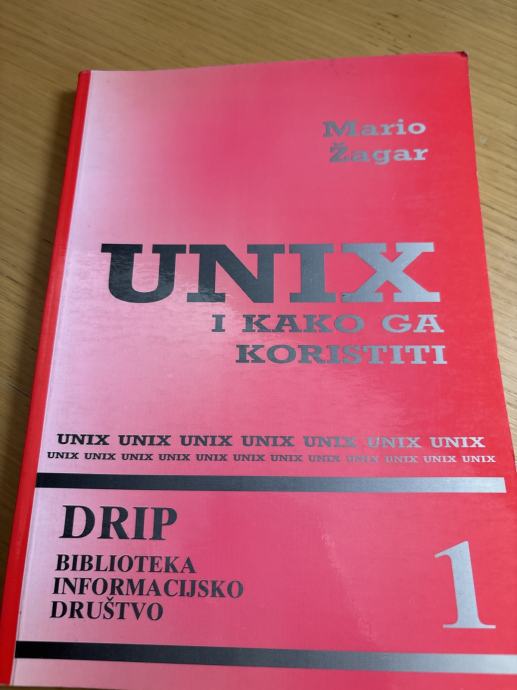 Mario
Žagar
UNIX
I KAKO GA
KORISTITI
UNIX UNIX UNIX UNIX UNIX UNIX UNIX
UNIX UNIX UNIX UNIX UNIX UNIX UNIX UNIX UNIX UNIX UNIX UNIX
DRIP
BIBLIOTEKA
INFORMACIJSKO
DRUŠTVO
1